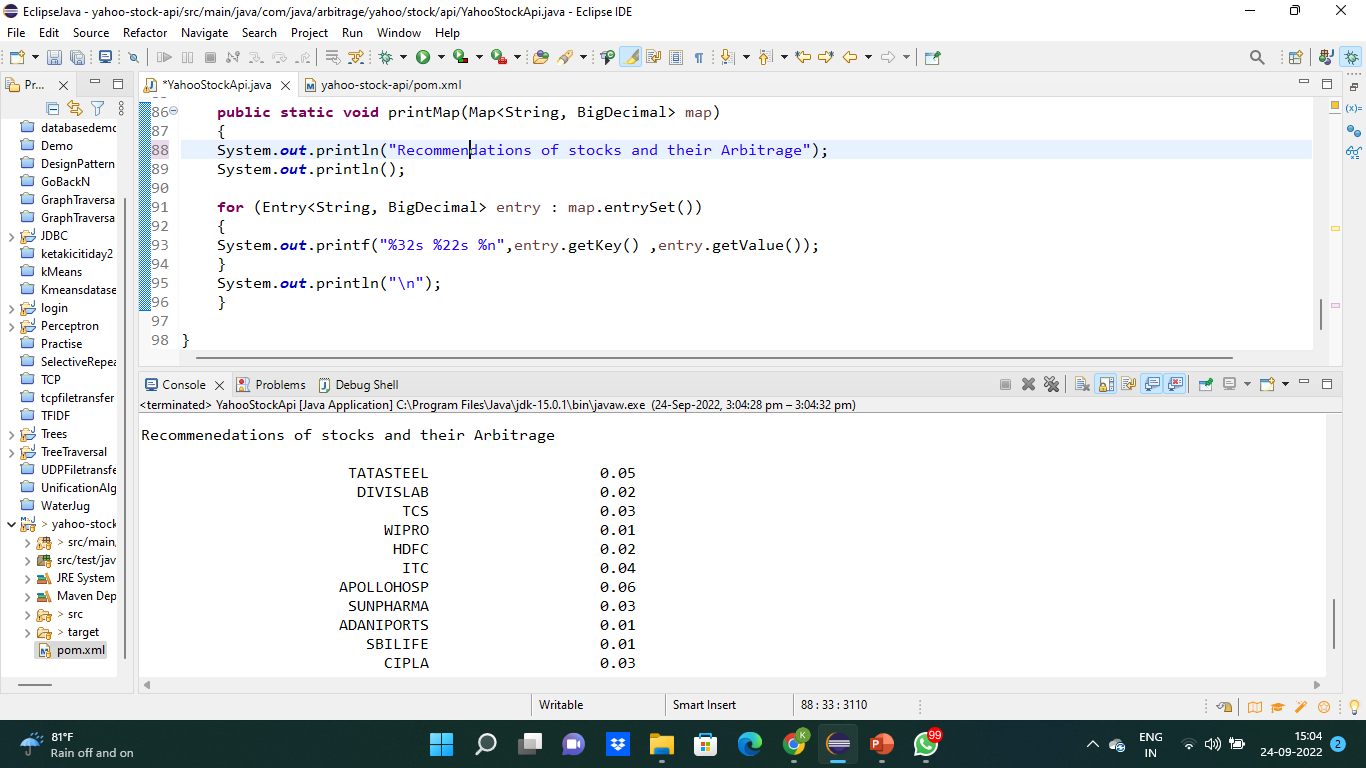 EclipseJava - yahoo-stock-api/src/main/java/com/java/arbitrage/yahoo/stock/api/YahooStockApi.java - Eclipse IDE
File Edit Source Refactor Navigate Search Project Run Window Help
Pr...
*YahooStockApi.java
yahoo-stock-api/pom.xml
databasedemo
Demo
DesignPattern
GoBackN
GraphTraversa
GraphTraversa
JDBC
ketakicitiday2
kMeans
Kmeansdatase
login
Perceptron
Practise
SelectiveRepea
TCP
tcpfiletransfer
TFIDF
Trees
TreeTraversal
UDPFiletransfe
UnificationAlg
WaterJug
> yahoo-stock
> src/main,
src/test/jav
JRE System
Maven Dep
> src
> target
pom.xml
86 public static void printMap(Map<String, BigDecimal> map)
87 {
88 System.out.println("Recommendations of stocks and their Arbitrage");
89 System.out.println();
90
91 for (Entry<String, BigDecimal> entry : map.entrySet())
92 {
93 System.out.printf("%32s %22s %n",entry.getKey() ,entry.getValue());
94 }
95 System.out.println("\n");
96 }
97
98 }
Console Problems Debug Shell
<terminated> YahooStockApi [Java Application] C:\Program Files\Java\jdk-15.0.1\bin\javaw.exe (24-Sep-2022, 3:04:28 pm – 3:04:32 pm)
Recommenedations of stocks and their Arbitrage
TATASTEEL 0.05
DIVISLAB 0.02
TCS 0.03
WIPRO 0.01
HDFC 0.02
ITC 0.04
APOLLOHOSP 0.06
SUNPHARMA 0.03
ADANIPORTS 0.01
SBILIFE 0.01
CIPLA 0.03
Writable Smart Insert 88 : 33 : 3110
81°F
Rain off and on
K
99
ENG
IN
15:04
24-09-2022
2